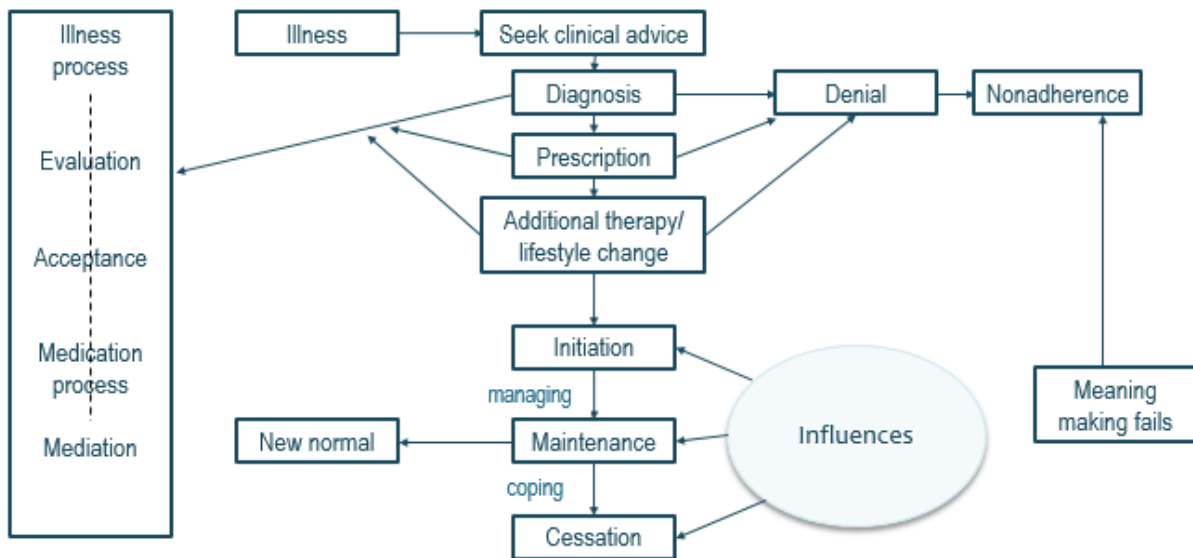 Illness
process
Evaluation
Acceptance
Medication
process
Mediation
Illness
Seek clinical advice
Diagnosis
Denial
Nonadherence
Prescription
Additional therapy/
lifestyle change
Initiation
managing
New normal
Maintenance
coping
Cessation
Influences
Meaning
making fails